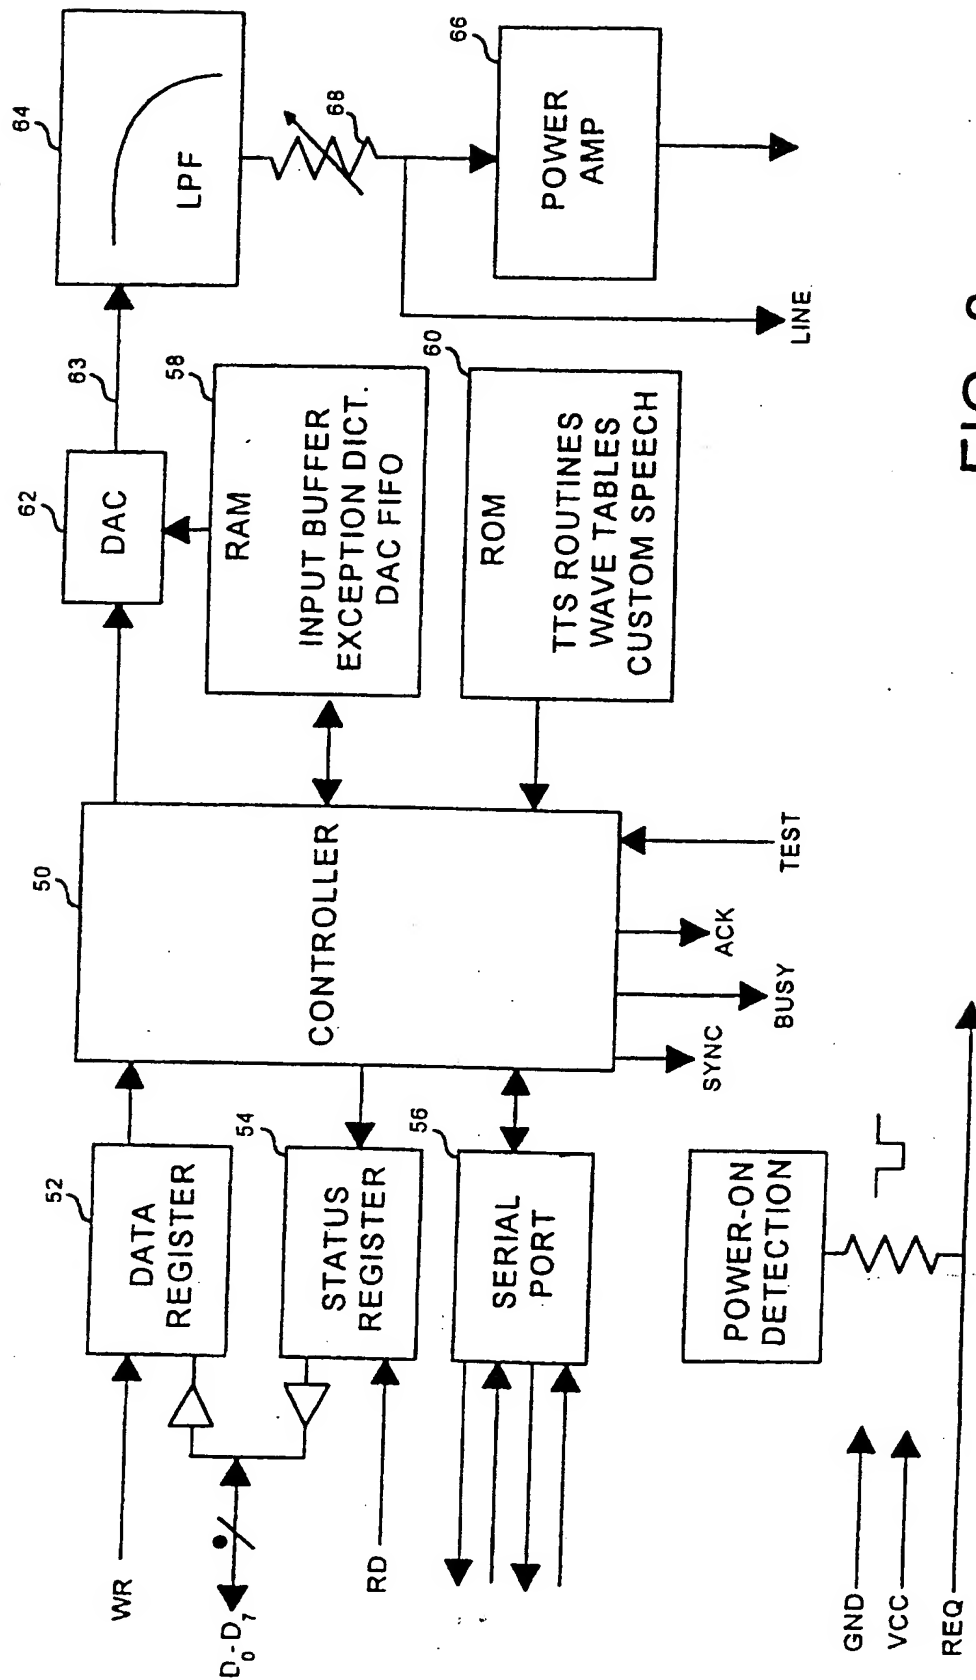 52
DATA
REGISTER
54
STATUS
REGISTER
56
SERIAL
PORT
WR
D0-D7
RD
50
CONTROLLER
SYNC
BUSY
ACK
TEST
62
DAC
63
58
RAM
INPUT BUFFER
EXCEPTION DICT.
DAC FIFO
60
ROM
TTS ROUTINES
WAVE TABLES
CUSTOM SPEECH
64
LPF
68
66
POWER
AMP
LINE
POWER-ON
DETECTION
GND
VCC
REQ